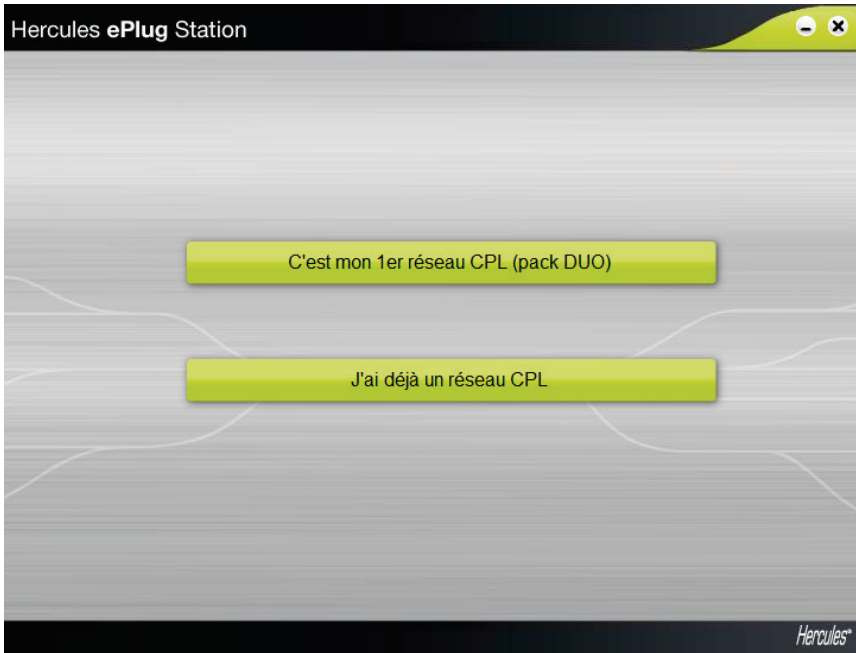 Hercules ePlug Station
C'est mon 1er réseau CPL (pack DUO)
J'ai déjà un réseau CPL
Hercules®